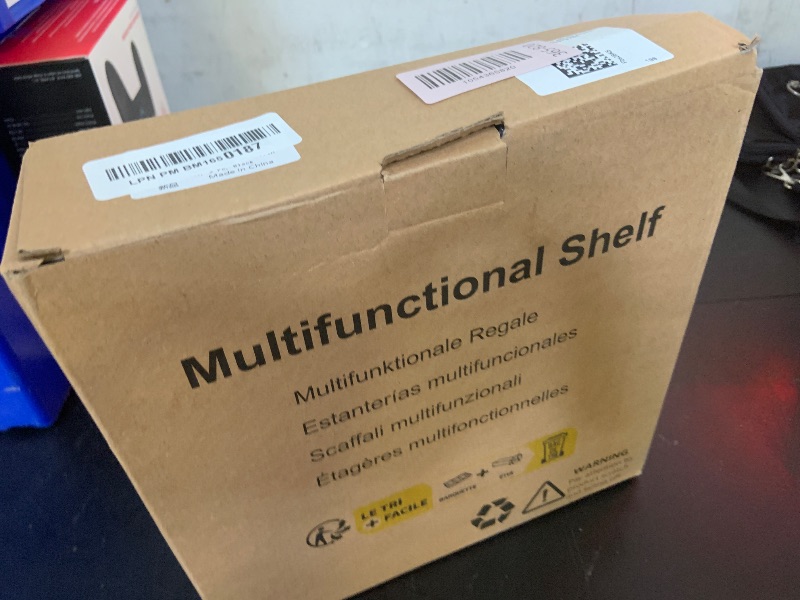 LPN PM BM1650187
Made in China
Multifunctional Shelf
Multifunktionale Regale
Estanterías multifuncionales
Scaffali multifunzionali
Étagères multifonctionnelles
LE TRI
+ FACILE
+
WARNING